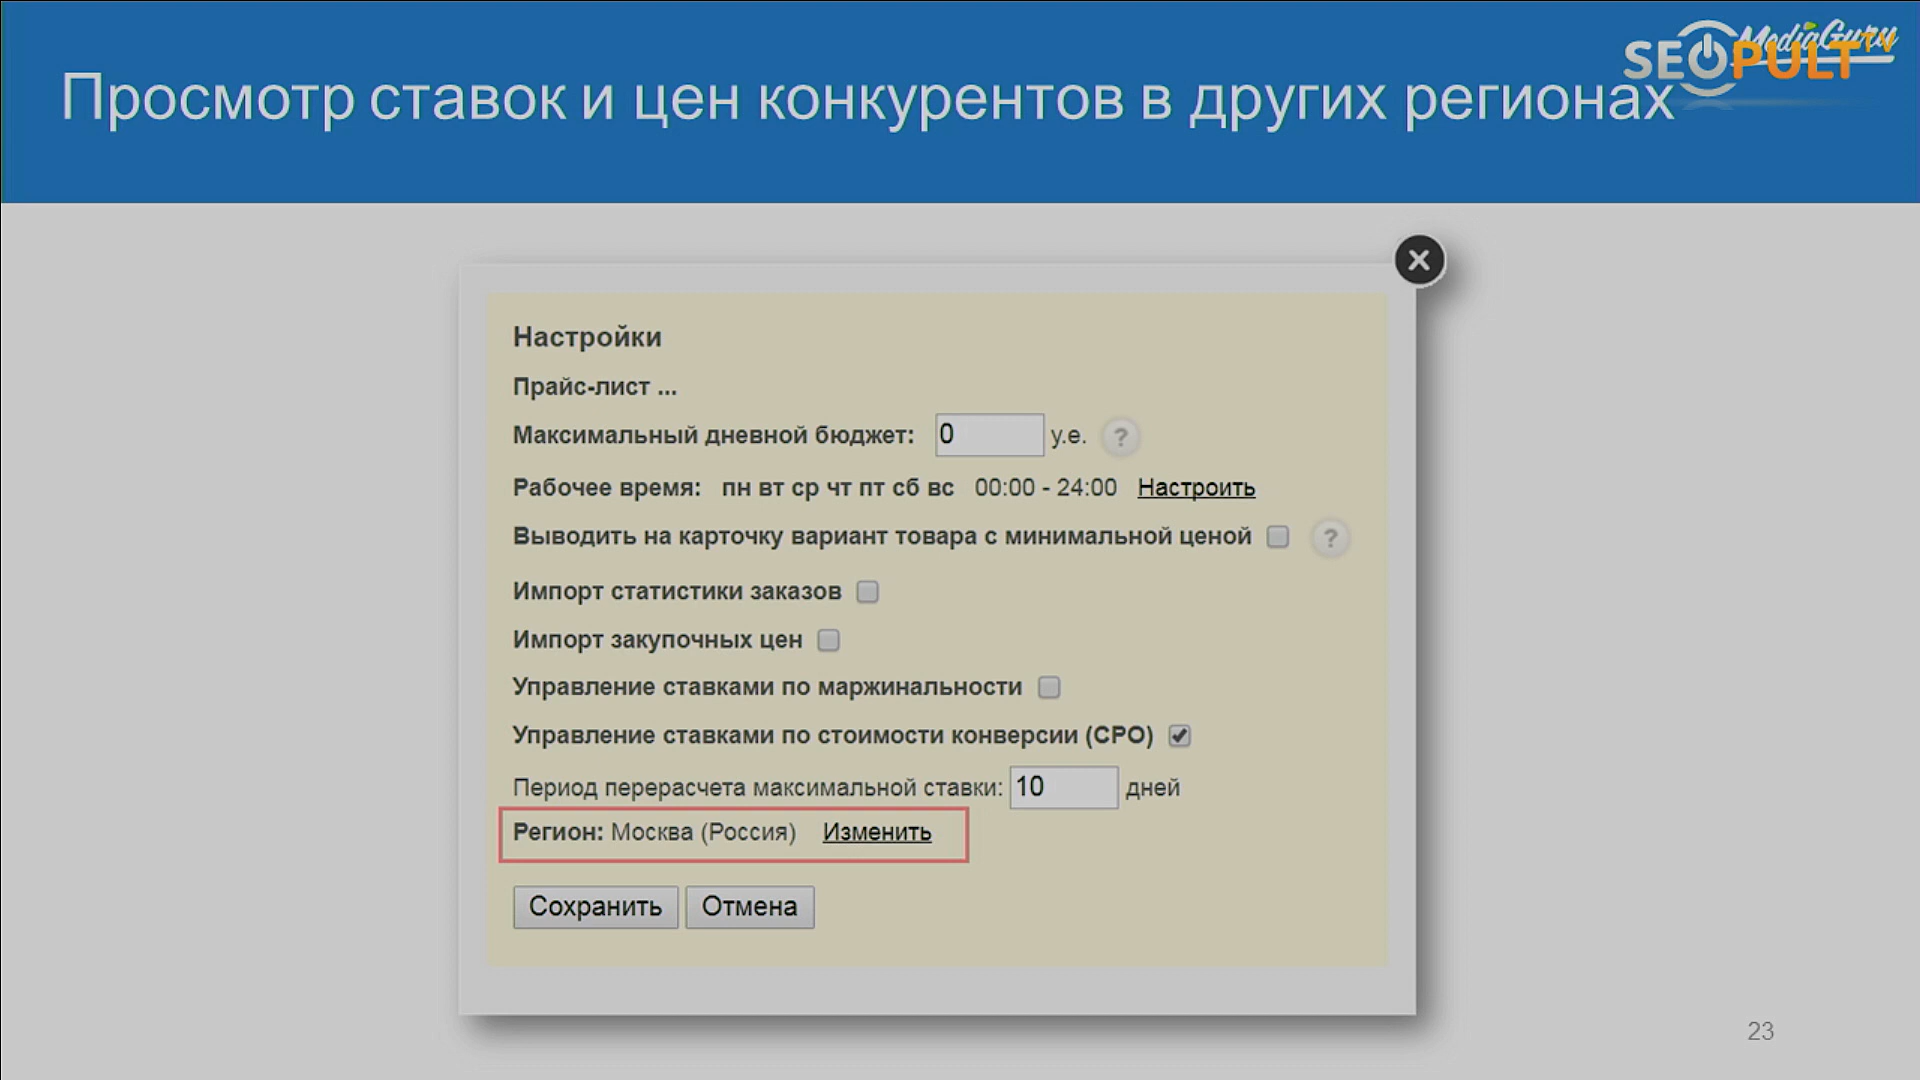 MediaGuru
SEOPULT TV
Просмотр ставок и цен конкурентов в других регионах
Настройки
Прайс-лист ...
Максимальный дневной бюджет: 0 у.е. ?
Рабочее время: пн вт ср чт пт сб вс 00:00 - 24:00 Настроить
Выводить на карточку вариант товара с минимальной ценой ?
Импорт статистики заказов
Импорт закупочных цен
Управление ставками по маржинальности
Управление ставками по стоимости конверсии (CPO)
Период перерасчета максимальной ставки: 10 дней
Регион: Москва (Россия) Изменить
Сохранить Отмена
23